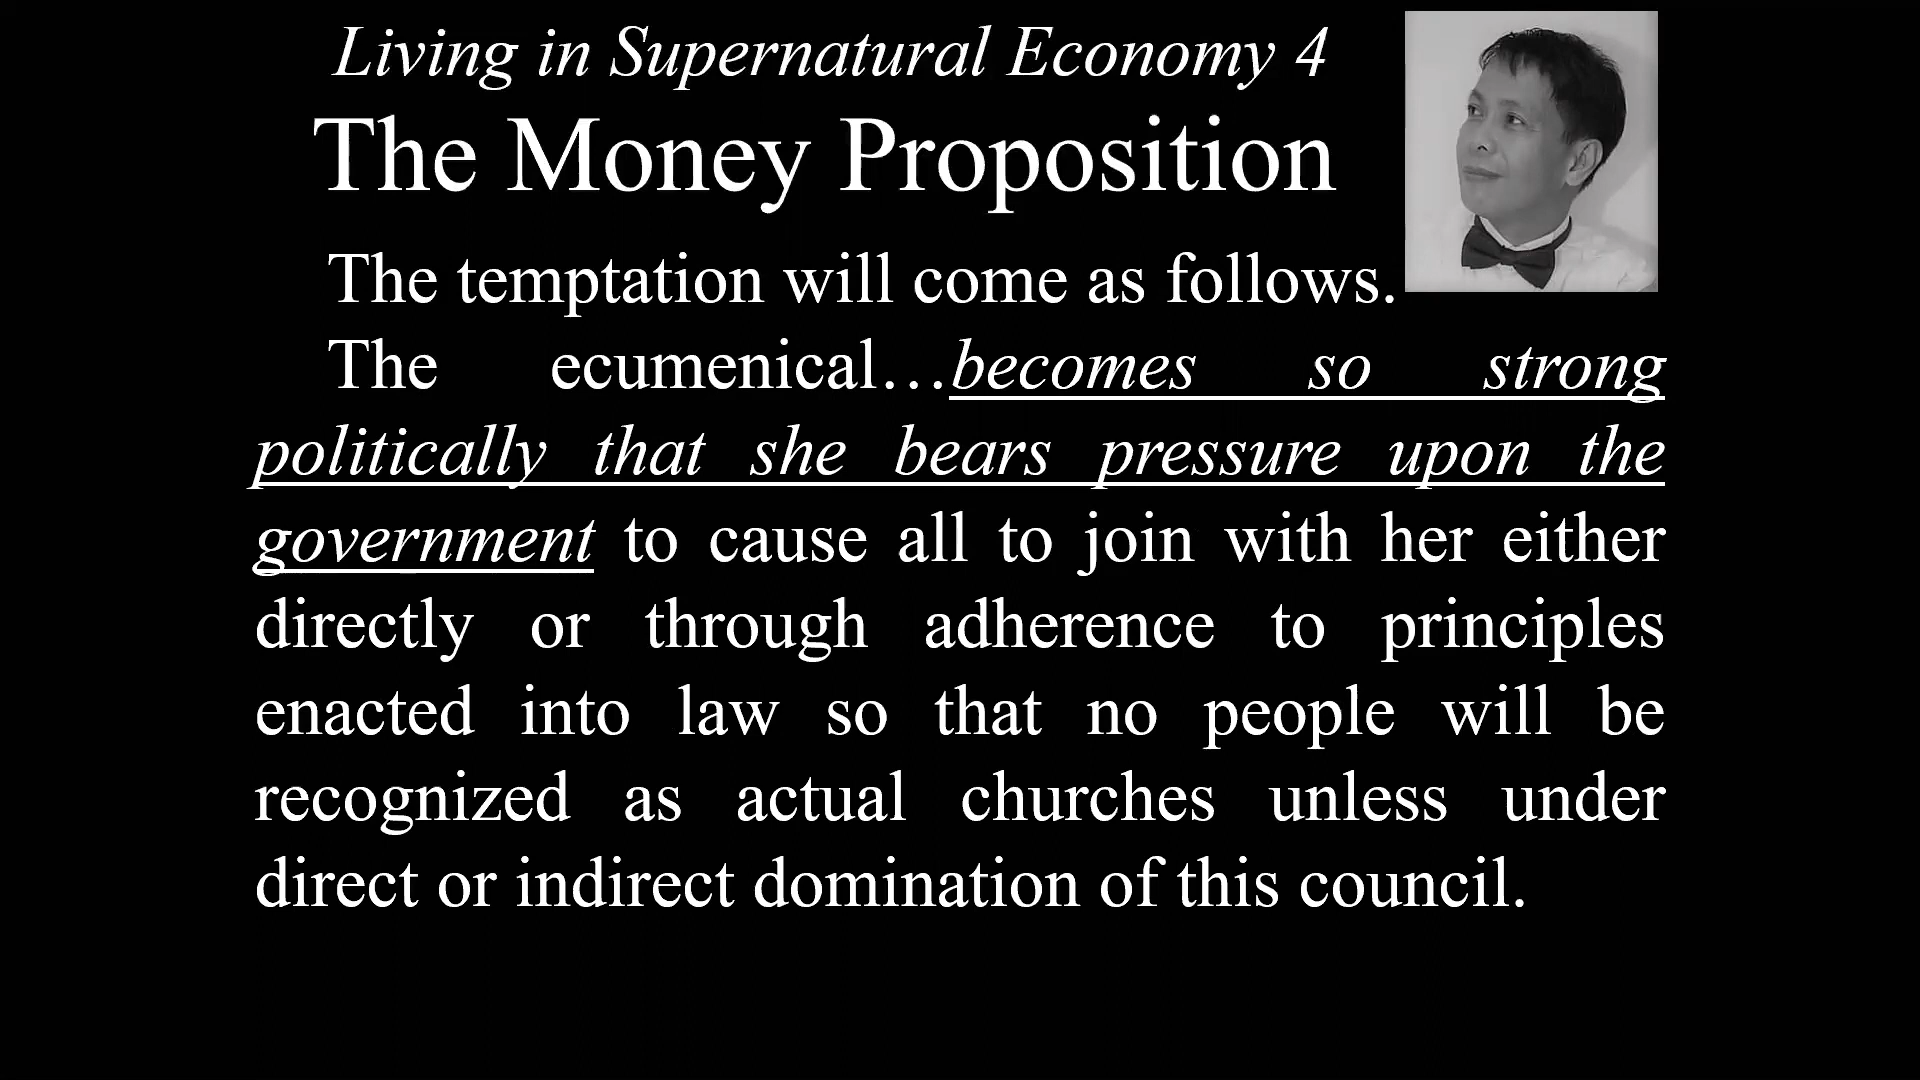 Living in Supernatural Economy 4
The Money Proposition
The temptation will come as follows.
The ecumenical…becomes so strong
politically that she bears pressure upon the
government to cause all to join with her either
directly or through adherence to principles
enacted into law so that no people will be
recognized as actual churches unless under
direct or indirect domination of this council.